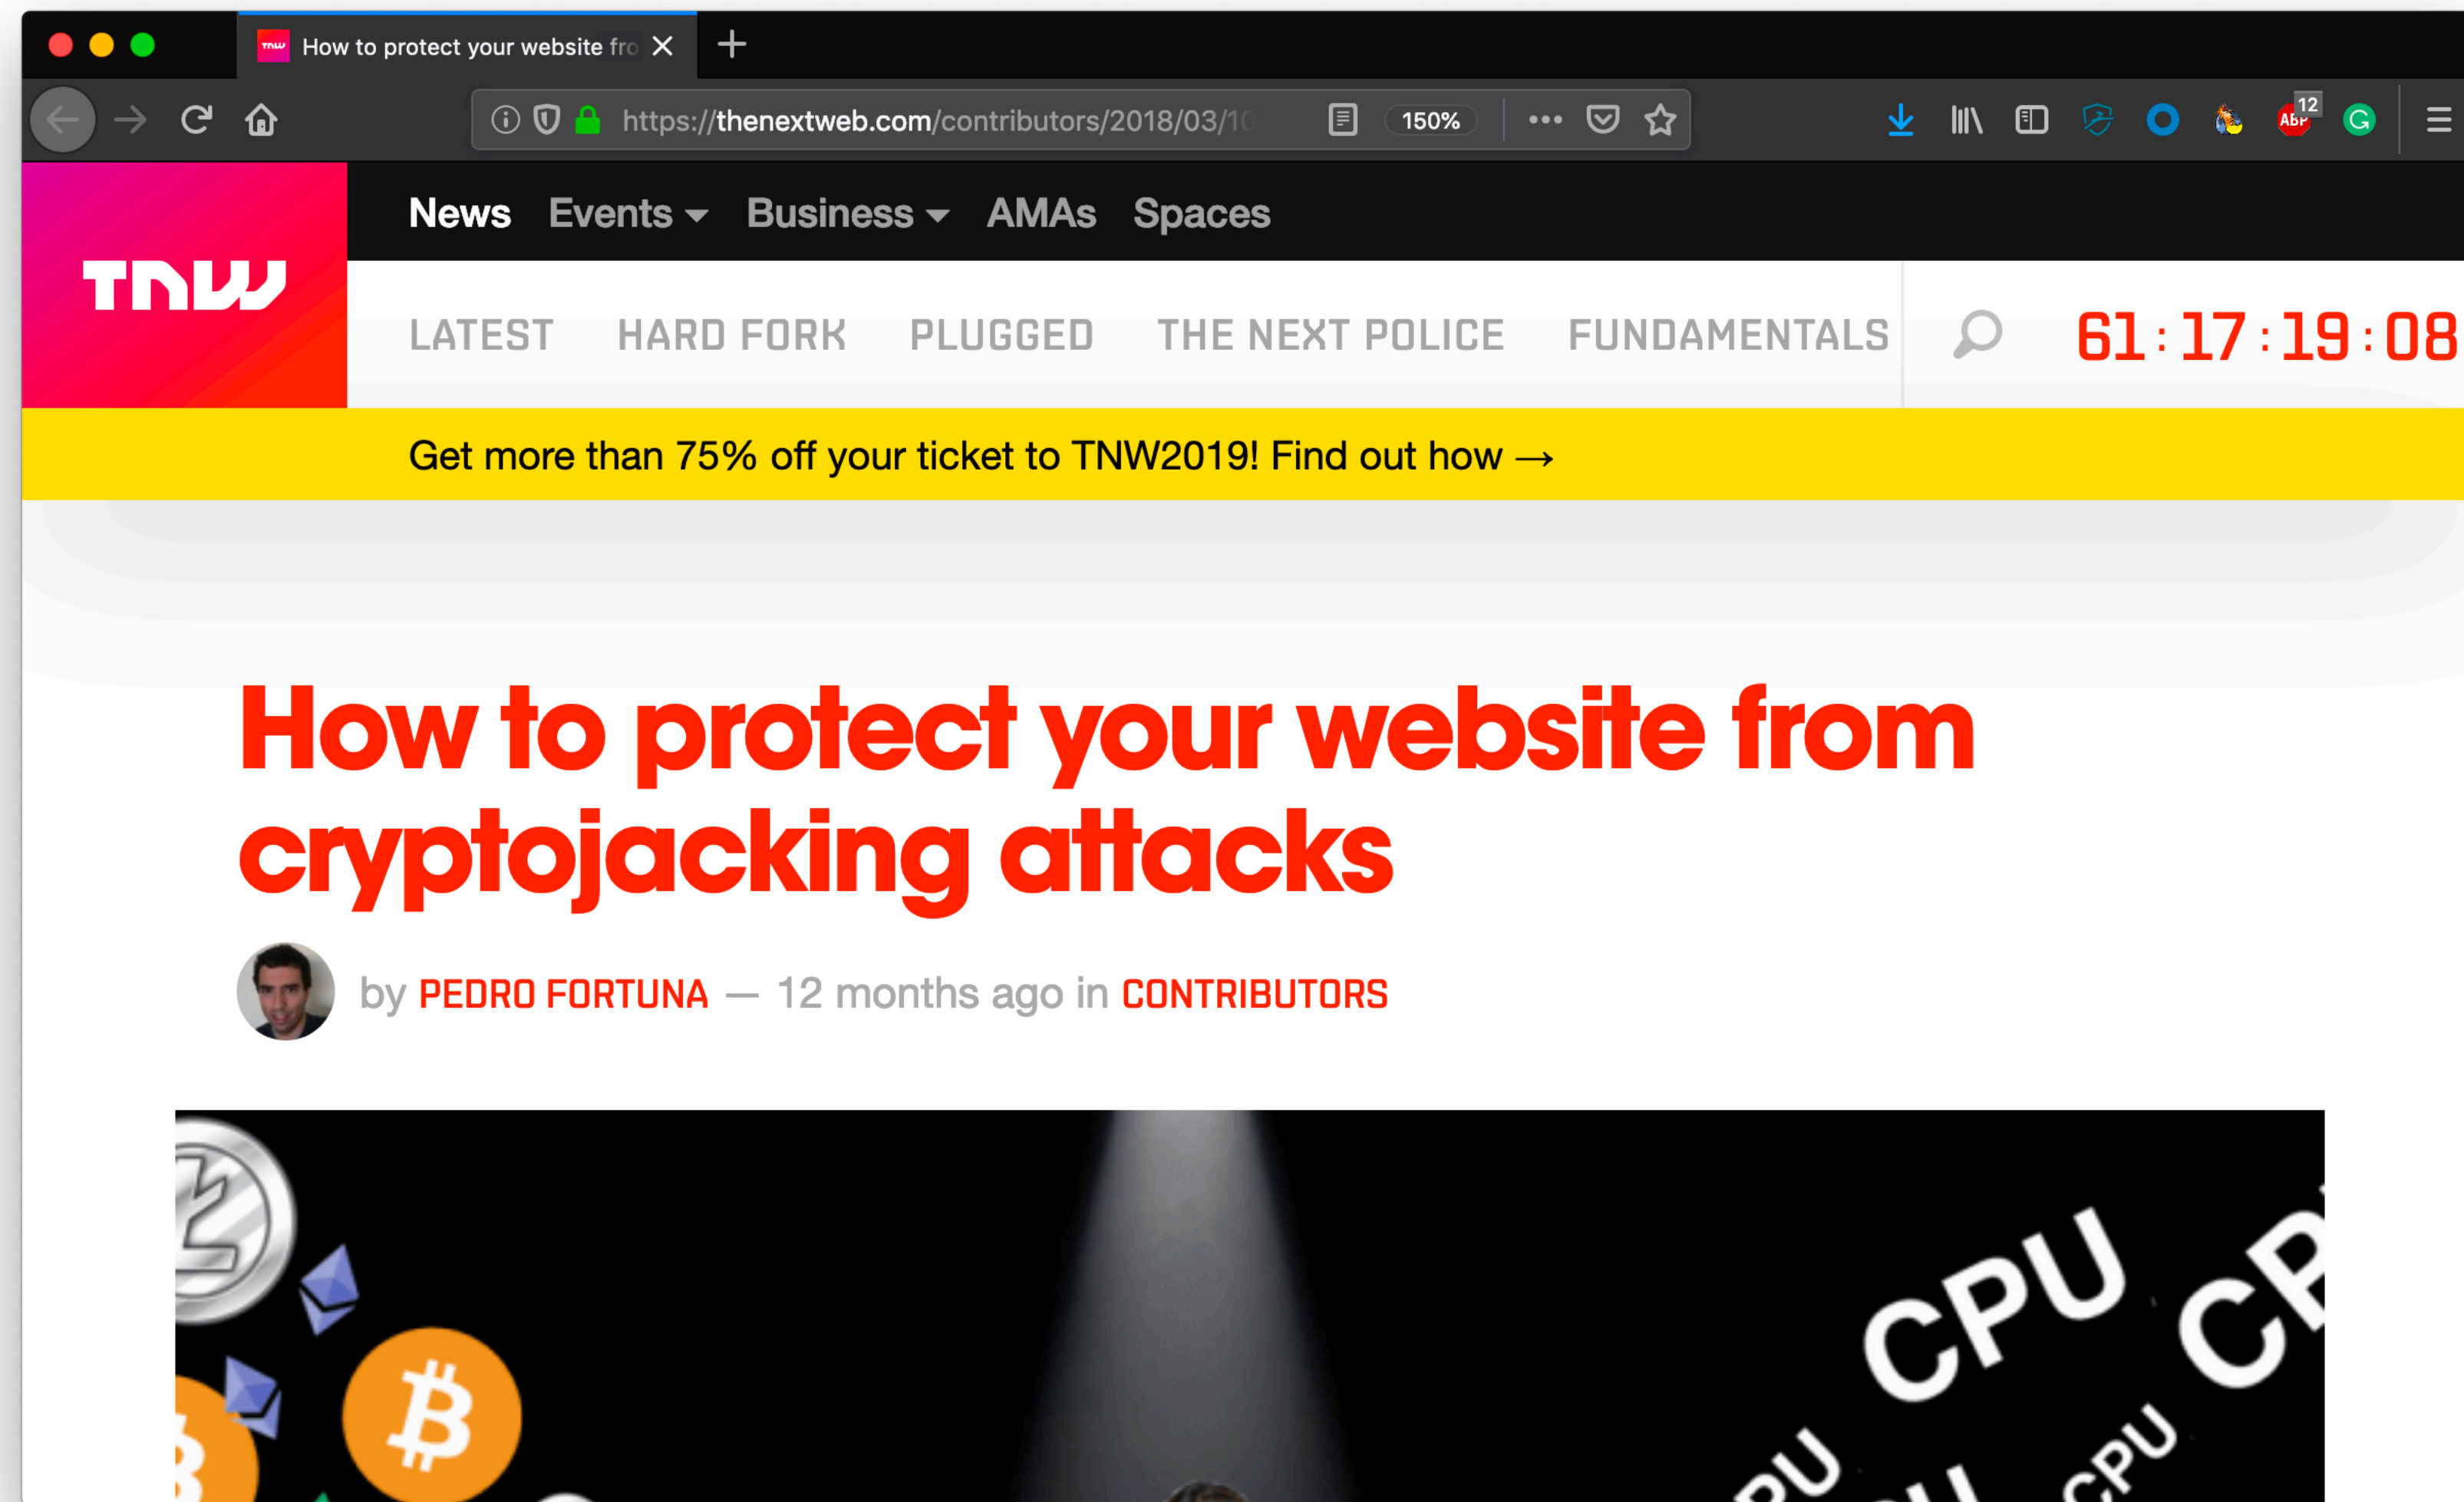 TNW How to protect your website fro
https://thenextweb.com/contributors/2018/03/10 150% 12 ABP G
TNW
News Events Business AMAs Spaces
LATEST HARD FORK PLUGGED THE NEXT POLICE FUNDAMENTALS 61:17:19:08
Get more than 75% off your ticket to TNW2019! Find out how →
How to protect your website from
cryptojacking attacks
by PEDRO FORTUNA — 12 months ago in CONTRIBUTORS
CPU
CPU